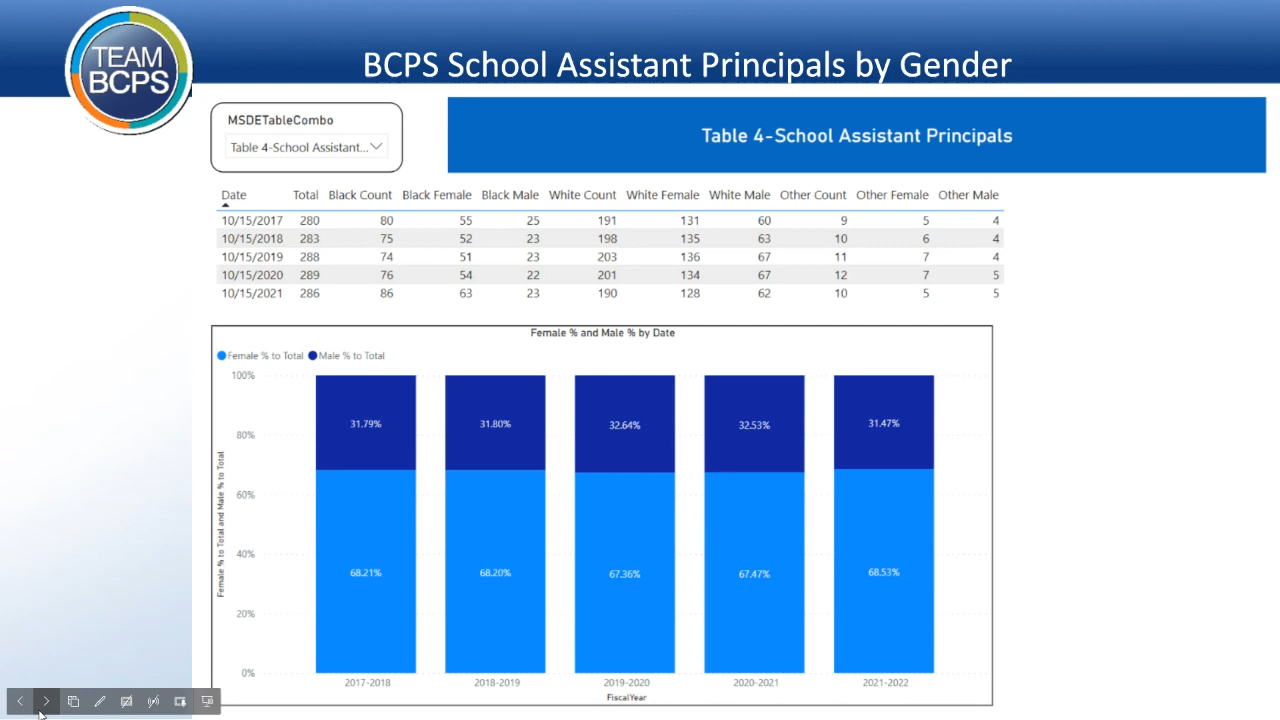 TEAM
BCPS
BCPS School Assistant Principals by Gender
MSDETableCombo
Table 4-School Assistant...
Table 4-School Assistant Principals
Date Total Black Count Black Female Black Male White Count White Female White Male Other Count Other Female Other Male
10/15/2017 280 80 55 25 191 131 60 9 5 4
10/15/2018 283 75 52 23 198 135 63 10 6 4
10/15/2019 288 74 51 23 203 136 67 11 7 4
10/15/2020 289 76 54 22 201 134 67 12 7 5
10/15/2021 286 86 63 23 190 128 62 10 5 5
Female % and Male % by Date
Female % to Total Male % to Total
Female % to Total and Male % to Total
100%
80%
60%
40%
20%
0%
31.79% 31.80% 32.64% 32.53% 31.47%
68.21% 68.20% 67.36% 67.47% 68.53%
2017-2018 2018-2019 2019-2020 2020-2021 2021-2022
FiscalYear